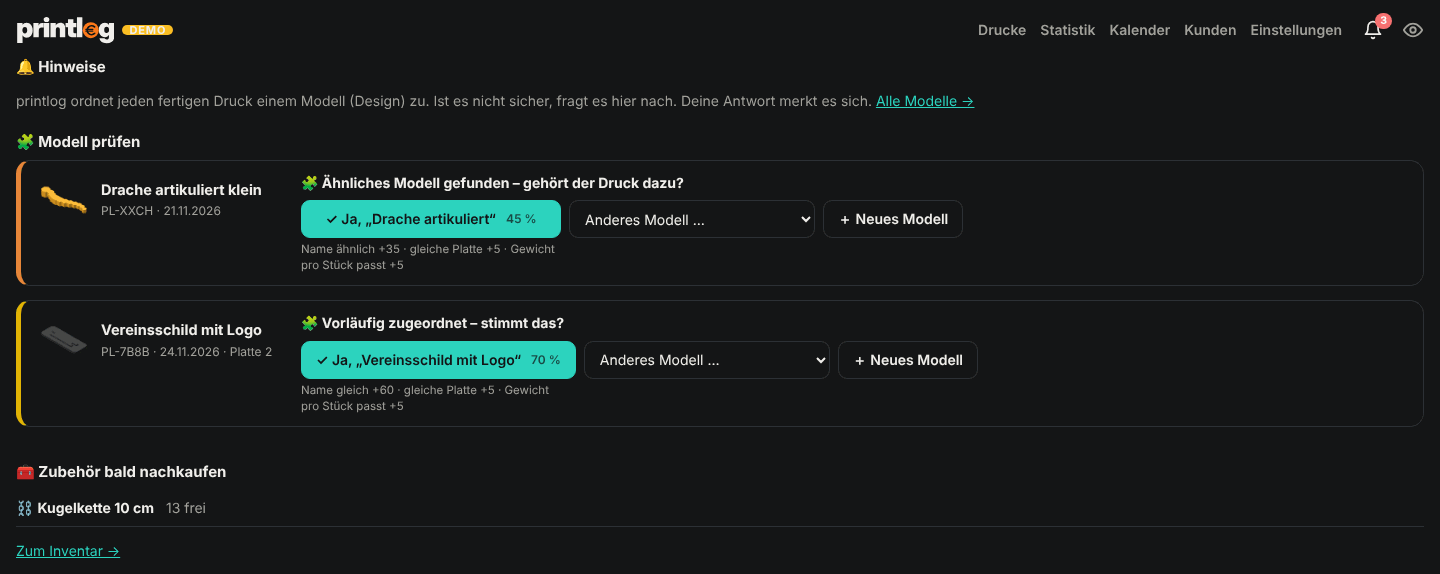 printlog DEMO Drucke Statistik Kalender Kunden Einstellungen 3
🔔 Hinweise
printlog ordnet jeden fertigen Druck einem Modell (Design) zu. Ist es nicht sicher, fragt es hier nach. Deine Antwort merkt es sich. Alle Modelle →
🧩 Modell prüfen
Drache artikuliert klein
PL-XXCH · 21.11.2026
🧩 Ähnliches Modell gefunden – gehört der Druck dazu?
✓ Ja, „Drache artikuliert“ 45 % Anderes Modell ... + Neues Modell
Name ähnlich +35 · gleiche Platte +5 · Gewicht
pro Stück passt +5
Vereinsschild mit Logo
PL-7B8B · 24.11.2026 · Platte 2
🧩 Vorläufig zugeordnet – stimmt das?
✓ Ja, „Vereinsschild mit Logo“ 70 % Anderes Modell ... + Neues Modell
Name gleich +60 · gleiche Platte +5 · Gewicht
pro Stück passt +5
🧰 Zubehör bald nachkaufen
⛓️ Kugelkette 10 cm 13 frei
Zum Inventar →